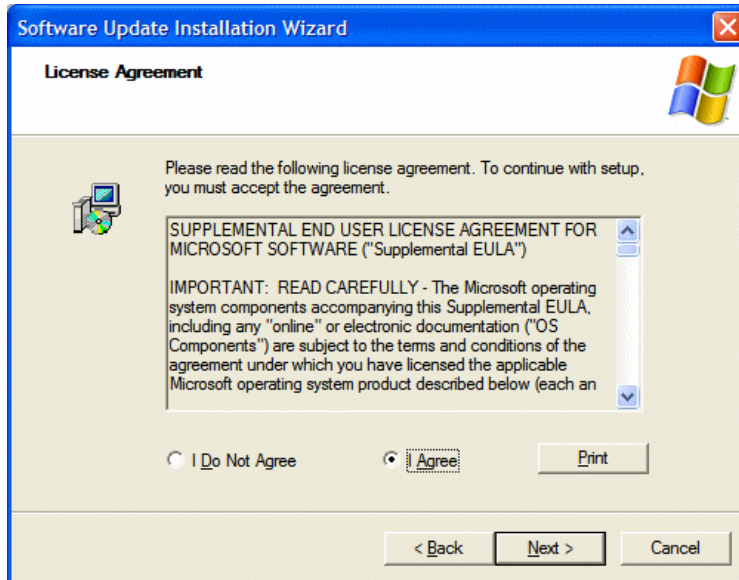 Software Update Installation Wizard
License Agreement
Please read the following license agreement. To continue with setup,
you must accept the agreement.
SUPPLEMENTAL END USER LICENSE AGREEMENT FOR
MICROSOFT SOFTWARE ("Supplemental EULA")
IMPORTANT:  READ CAREFULLY - The Microsoft operating
system components accompanying this Supplemental EULA,
including any "online" or electronic documentation ("OS
Components") are subject to the terms and conditions of the
agreement under which you have licensed the applicable
Microsoft operating system product described below (each an
I Do Not Agree
I Agree
Print
< Back
Next >
Cancel